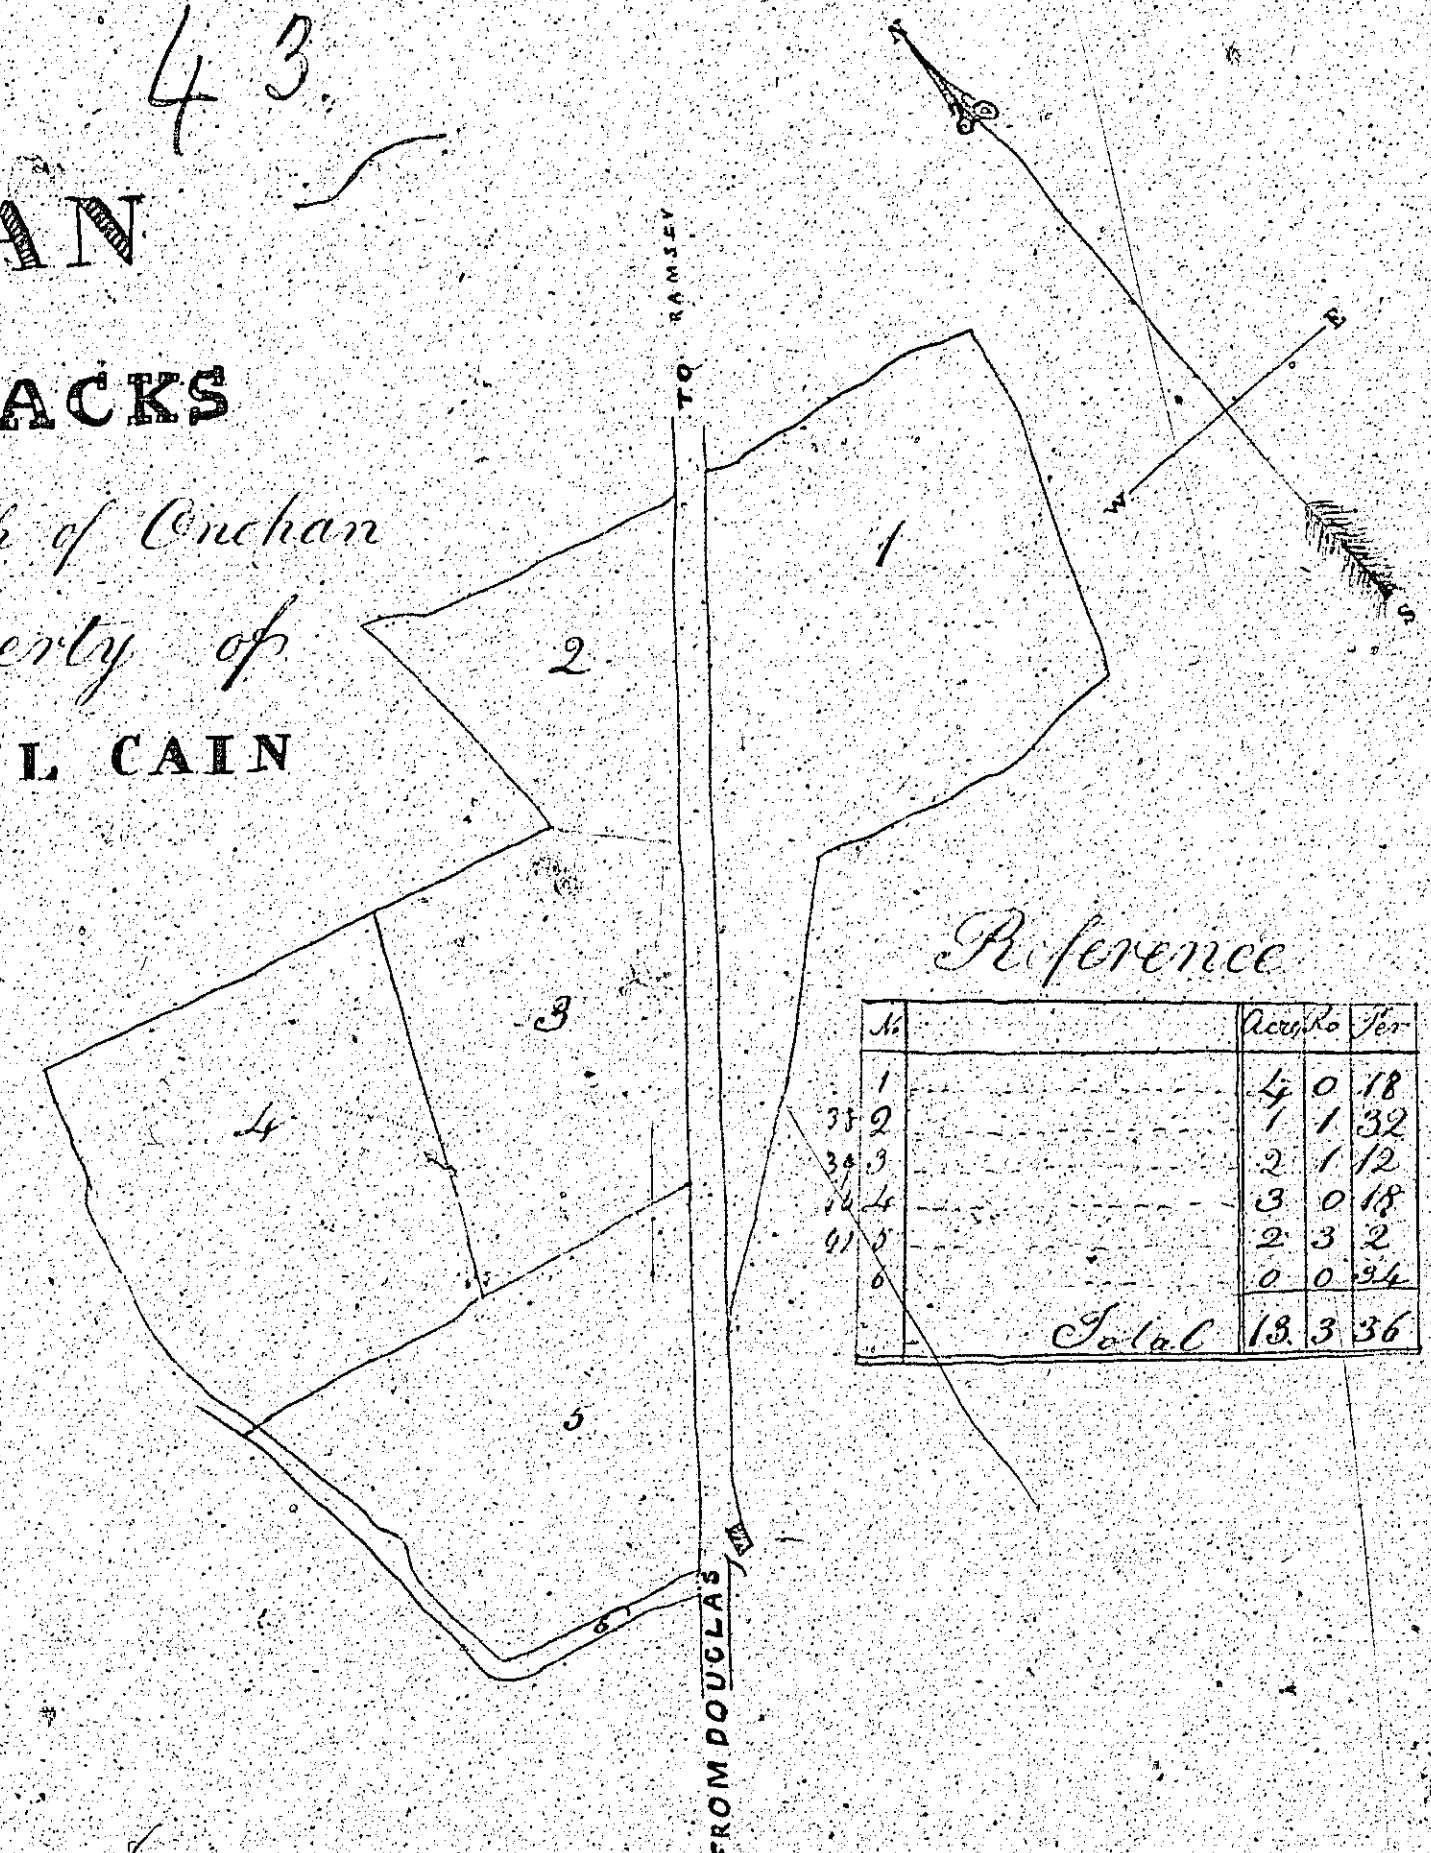 43.
AN
ACKS
h of Onchan
erty of
L CAIN
N
E
W
S
TO RAMSEY
1
2
3
4
5
6
FROM DOUGLAS
Reference
No Acres Ro Per
1 4 0 18
2 1 1 32
3 2 1 12
4 3 0 18
5 2 3 2
6 0 0 34
Total 13 3 36